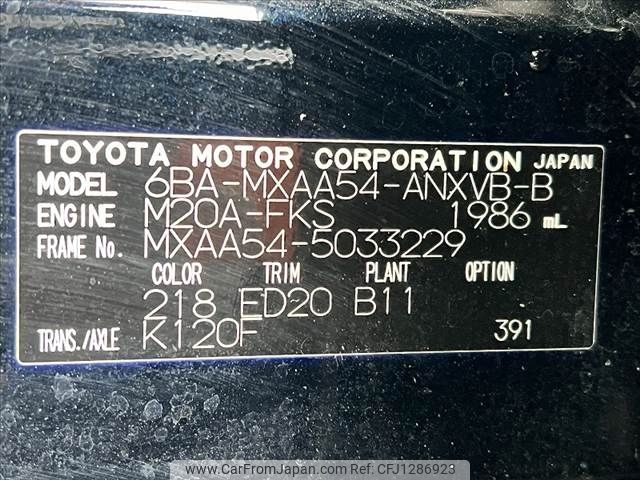 TOYOTA MOTOR CORPORATION JAPAN
MODEL 6BA-MXAA54-ANXVB-B
ENGINE M20A-FKS 1986 mL
FRAME No. MXAA54-5033229
COLOR TRIM PLANT OPTION
218 ED20 B11
TRANS./AXLE K120F 391
www.CarFromJapan.com - CFJ1286923